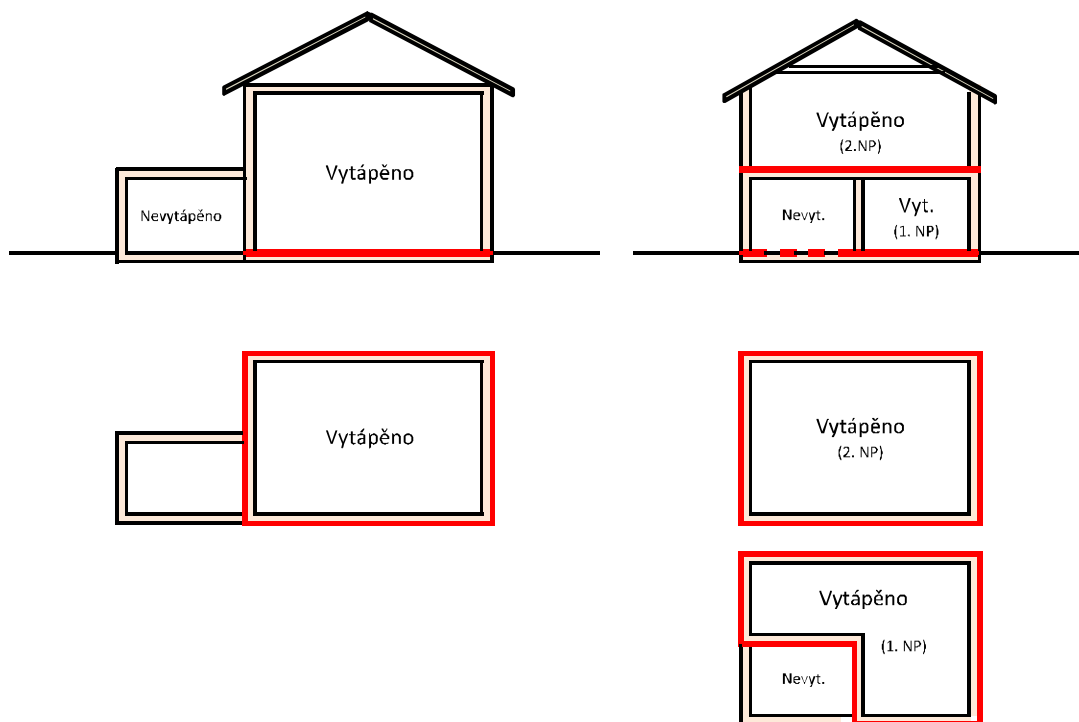 Vytápěno
(2.NP)
Vytápěno
Nevytápěno
Nevyt.
Vyt.
(1. NP)
Vytápěno
Vytápěno
(2. NP)
Vytápěno
(1. NP)
Nevyt.